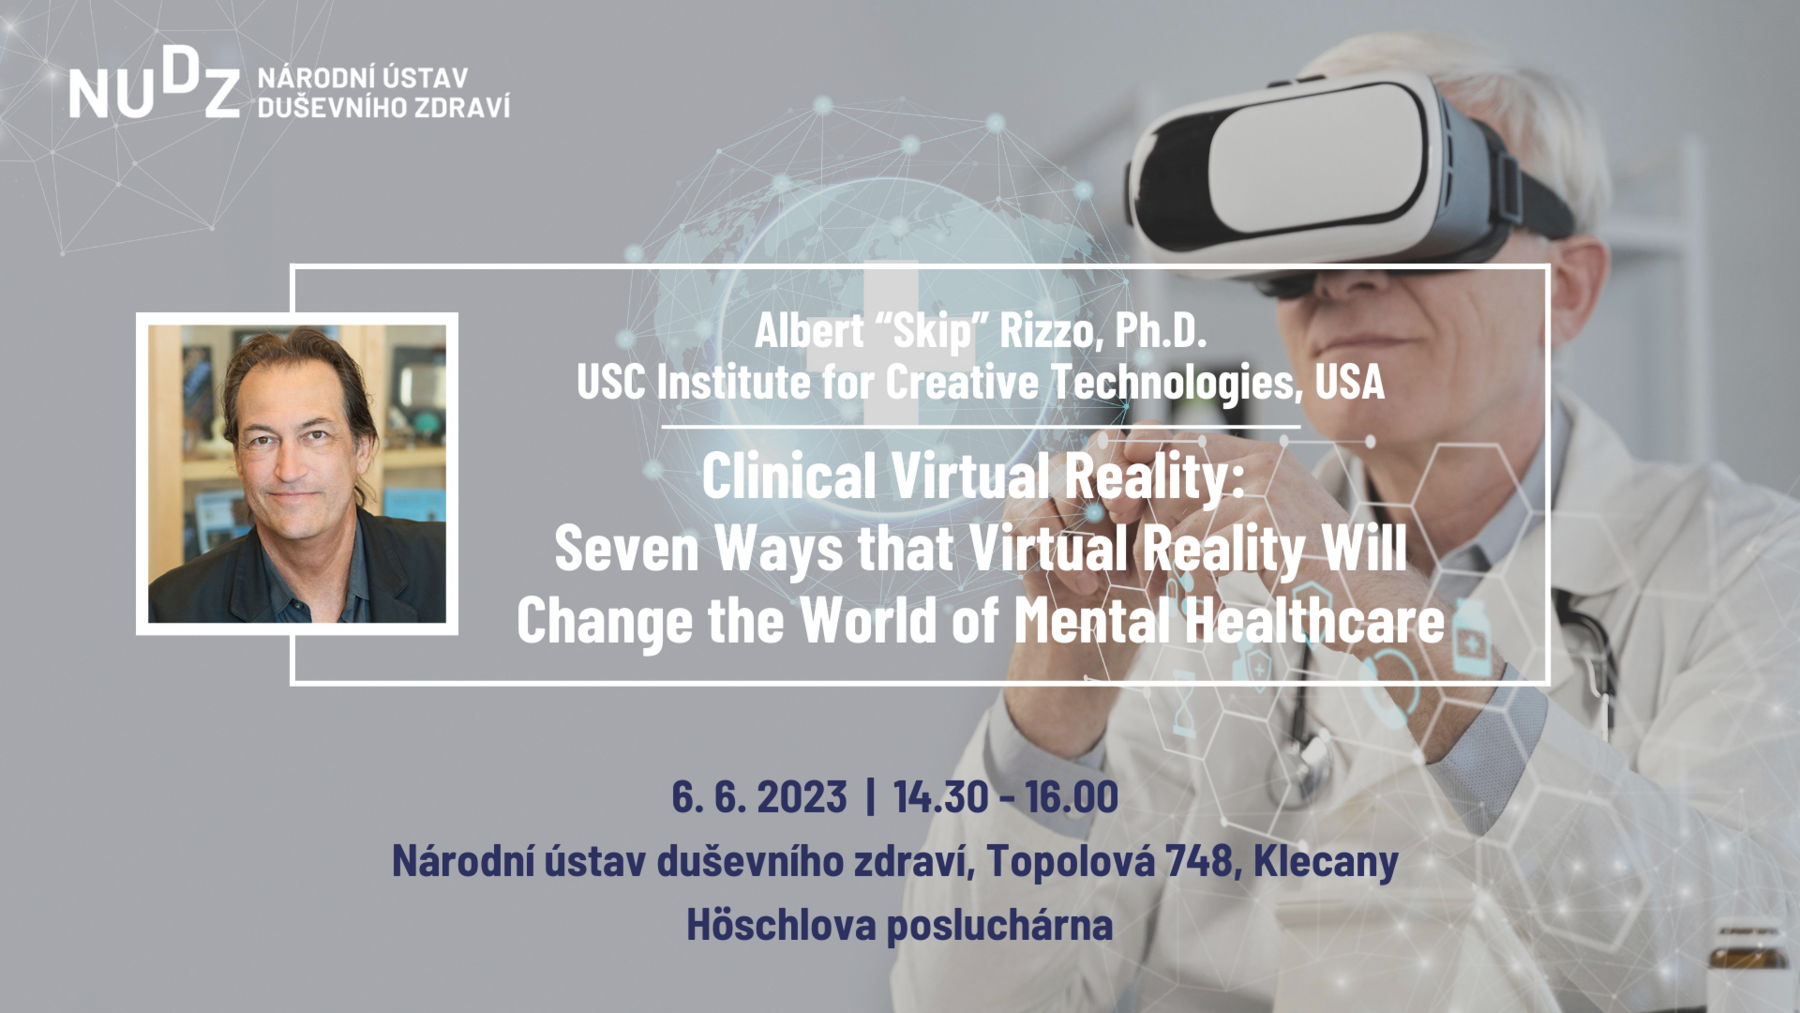 NUDZ
NÁRODNÍ ÚSTAV
DUŠEVNÍHO ZDRAVÍ
Albert “Skip” Rizzo, Ph.D.
USC Institute for Creative Technologies, USA
Clinical Virtual Reality:
Seven Ways that Virtual Reality Will
Change the World of Mental Healthcare
6. 6. 2023 | 14.30 - 16.00
Národní ústav duševního zdraví, Topolová 748, Klecany
Höschlova posluchárna